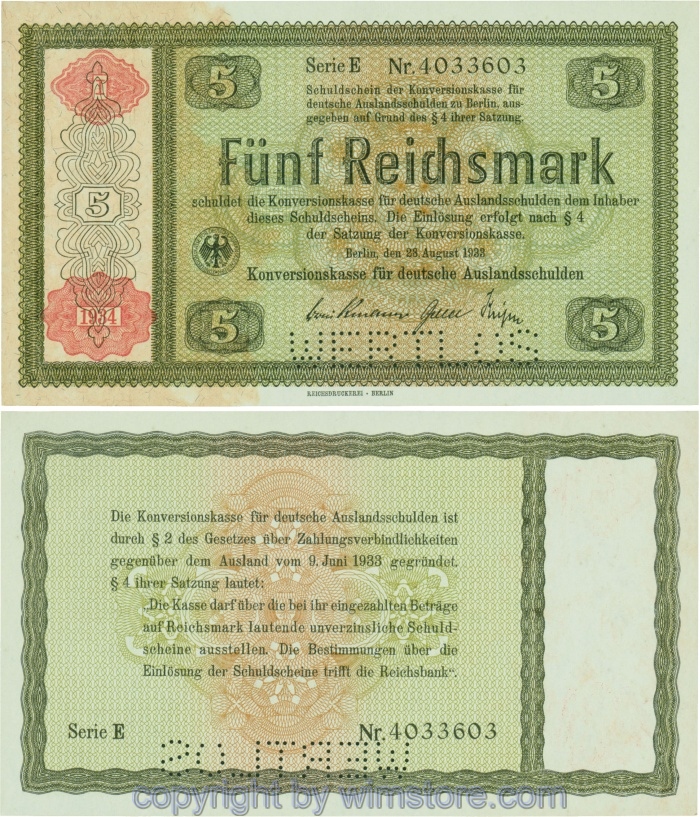 5
Serie E Nr. 4033603
5
Schuldschein der Konversionskasse für
deutsche Auslandsschulden zu Berlin, aus-
gegeben auf Grund des § 4 ihrer Satzung.
Fünf Reichsmark
schuldet die Konversionskasse für deutsche Auslandsschulden dem Inhaber
dieses Schuldscheins. Die Einlösung erfolgt nach § 4
der Satzung der Konversionskasse.
Berlin, den 28. August 1933
Konversionskasse für deutsche Auslandsschulden
5
1934
5
5
WERTLOS
REICHSDRUCKEREI - BERLIN
Die Konversionskasse für deutsche Auslandsschulden ist
durch § 2 des Gesetzes über Zahlungsverbindlichkeiten
gegenüber dem Ausland vom 9. Juni 1933 gegründet.
§ 4 ihrer Satzung lautet:
„Die Kasse darf über die bei ihr eingezahlten Beträge
auf Reichsmark lautende unverzinsliche Schuld-
scheine ausstellen. Die Bestimmungen über die
Einlösung der Schuldscheine trifft die Reichsbank“.
Serie E Nr. 4033603
WERTLOS
copyright by wimstore.com